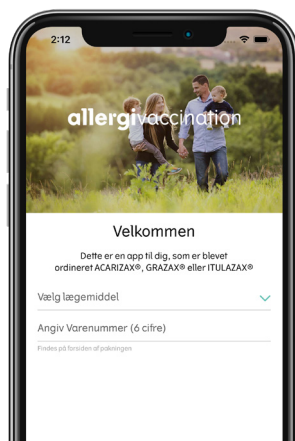 2:12
allergivaccination
Velkommen
Dette er en app til dig, som er blevet
ordineret ACARIZAX®, GRAZAX® eller ITULAZAX®
Vælg lægemiddel
Angiv Varenummer (6 cifre)
Findes på forsiden af pakningen